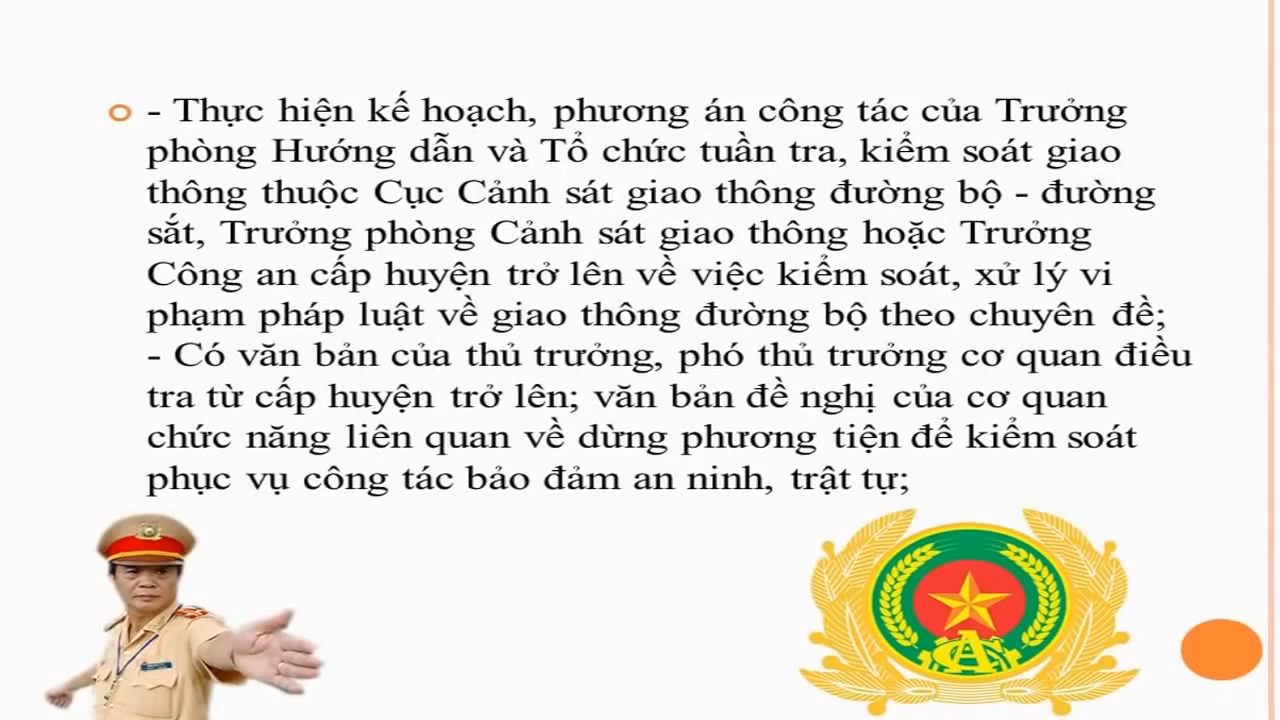 - Thực hiện kế hoạch, phương án công tác của Trưởng
phòng Hướng dẫn và Tổ chức tuần tra, kiểm soát giao
thông thuộc Cục Cảnh sát giao thông đường bộ - đường
sắt, Trưởng phòng Cảnh sát giao thông hoặc Trưởng
Công an cấp huyện trở lên về việc kiểm soát, xử lý vi
phạm pháp luật về giao thông đường bộ theo chuyên đề;
- Có văn bản của thủ trưởng, phó thủ trưởng cơ quan điều
tra từ cấp huyện trở lên; văn bản đề nghị của cơ quan
chức năng liên quan về dừng phương tiện để kiểm soát
phục vụ công tác bảo đảm an ninh, trật tự;
CA